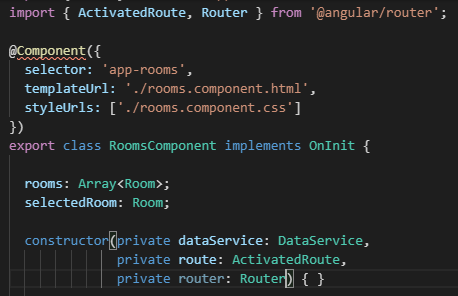 import { ActivatedRoute, Router } from '@angular/router';
@Component({
selector: 'app-rooms',
templateUrl: './rooms.component.html',
styleUrls: ['./rooms.component.css']
})
export class RoomsComponent implements OnInit {
rooms: Array<Room>;
selectedRoom: Room;
constructor(private dataService: DataService,
private route: ActivatedRoute,
private router: Router) { }